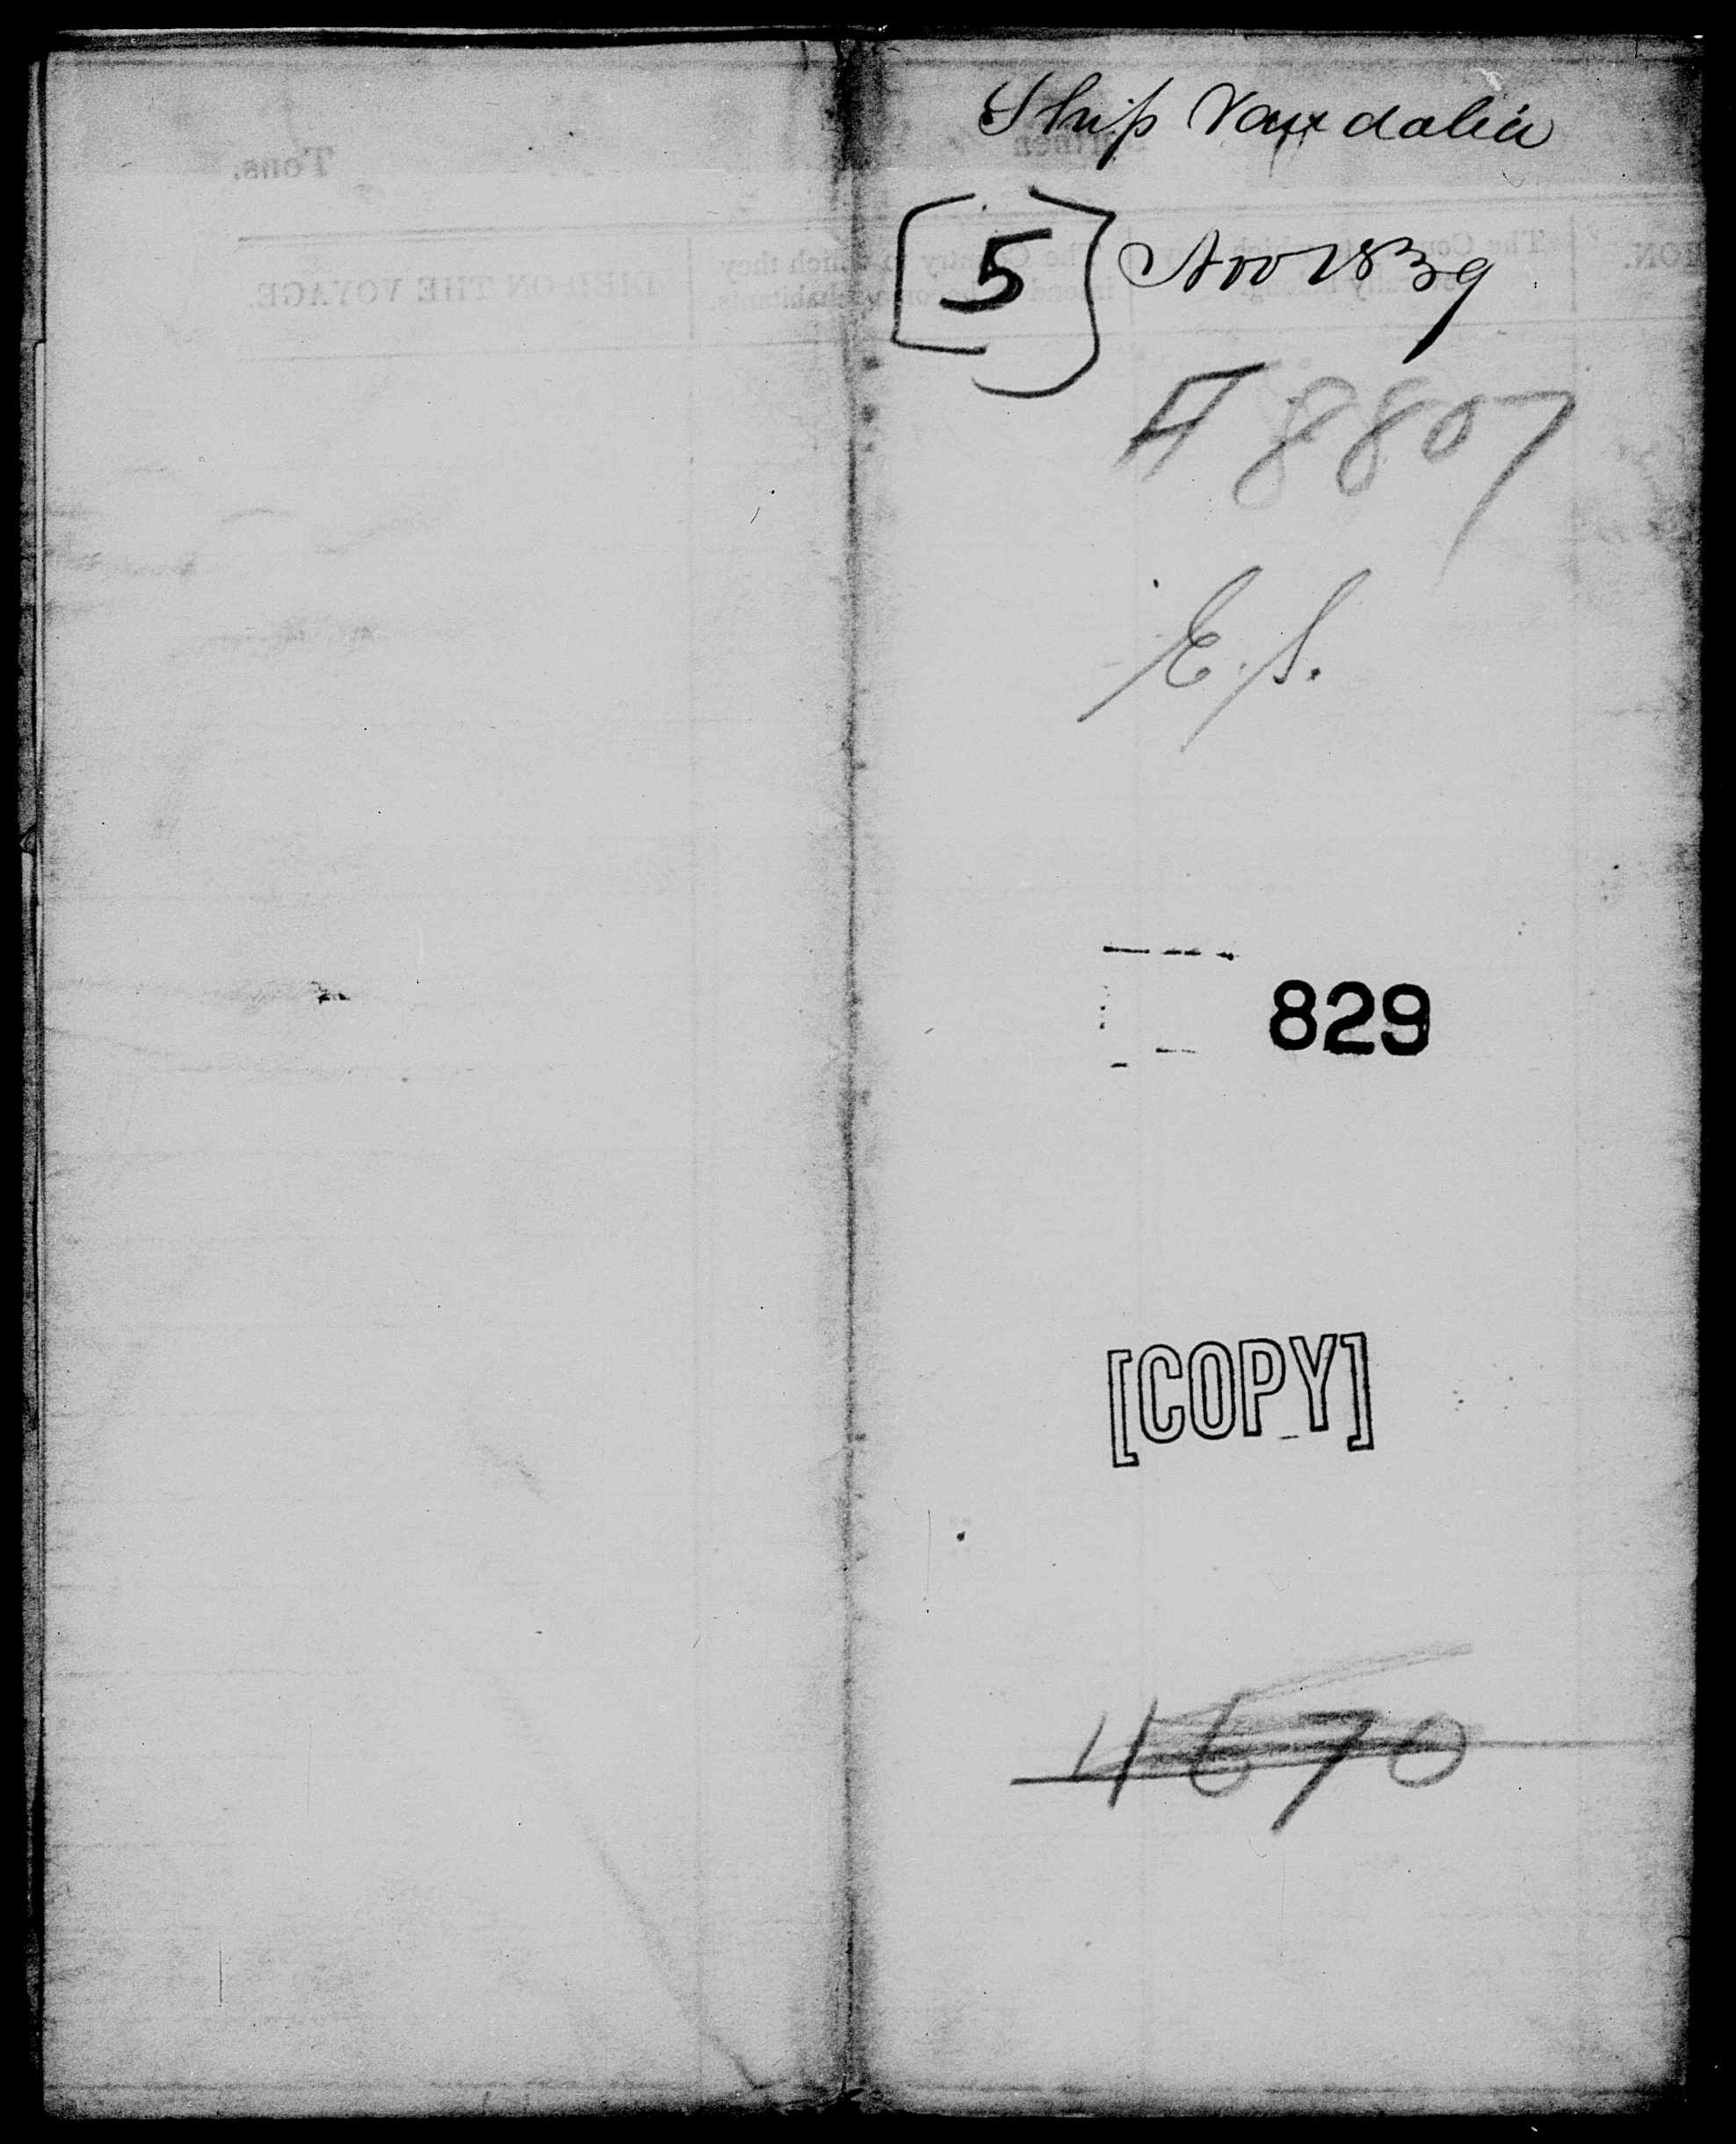 Ship Vandalia
[5] Nov 1839
8807
E.S.
829
[COPY]
4670